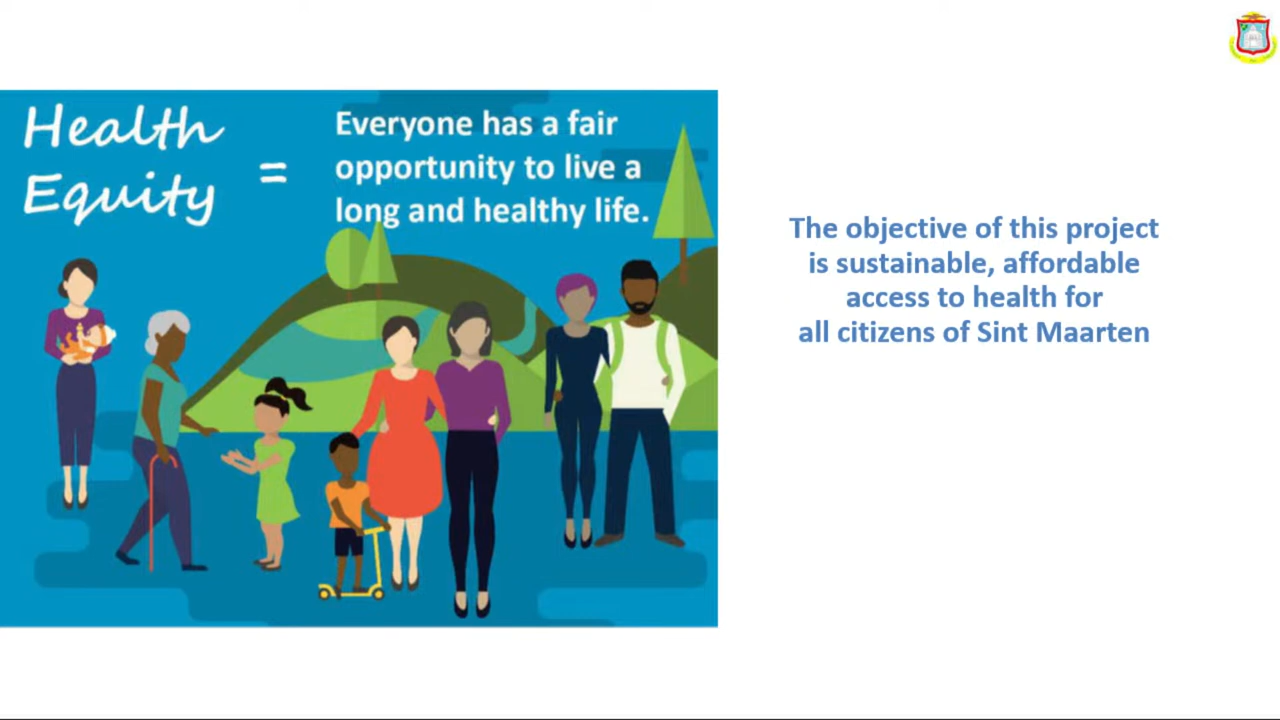 Health
Equity
=
Everyone has a fair
opportunity to live a
long and healthy life.
The objective of this project
is sustainable, affordable
access to health for
all citizens of Sint Maarten